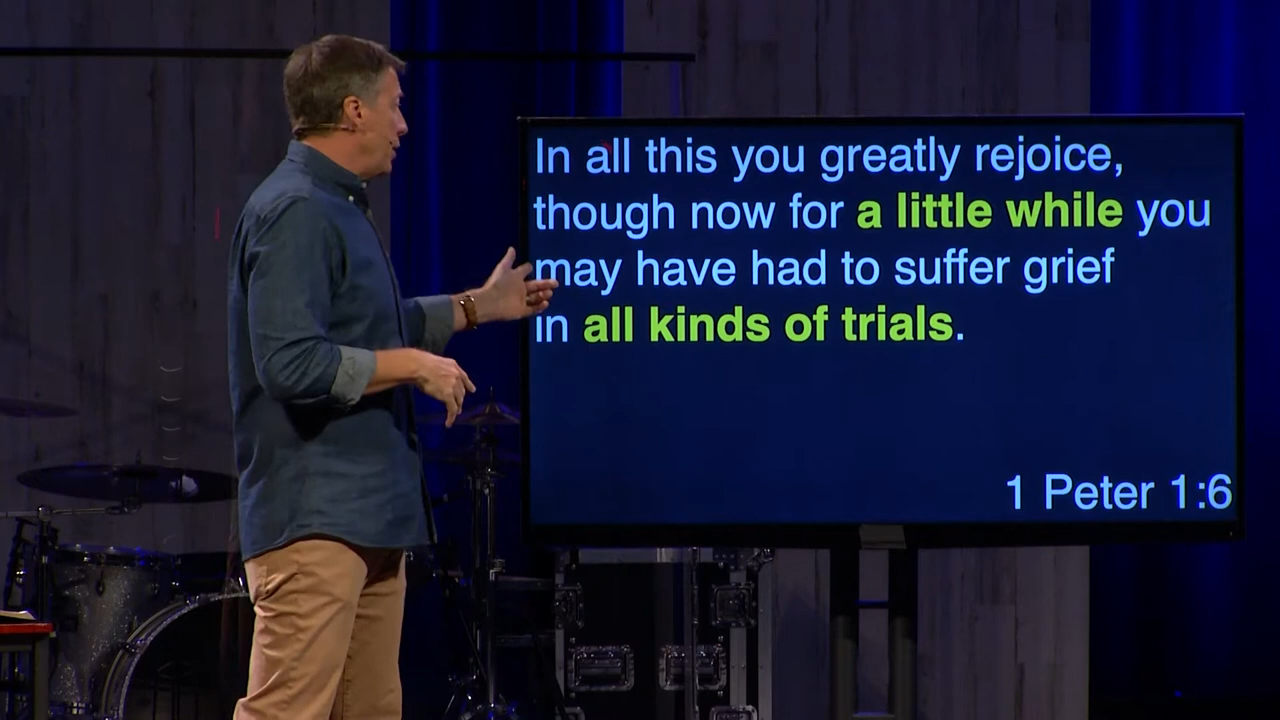 In all this you greatly rejoice,
though now for a little while you
may have had to suffer grief
in all kinds of trials.
1 Peter 1:6